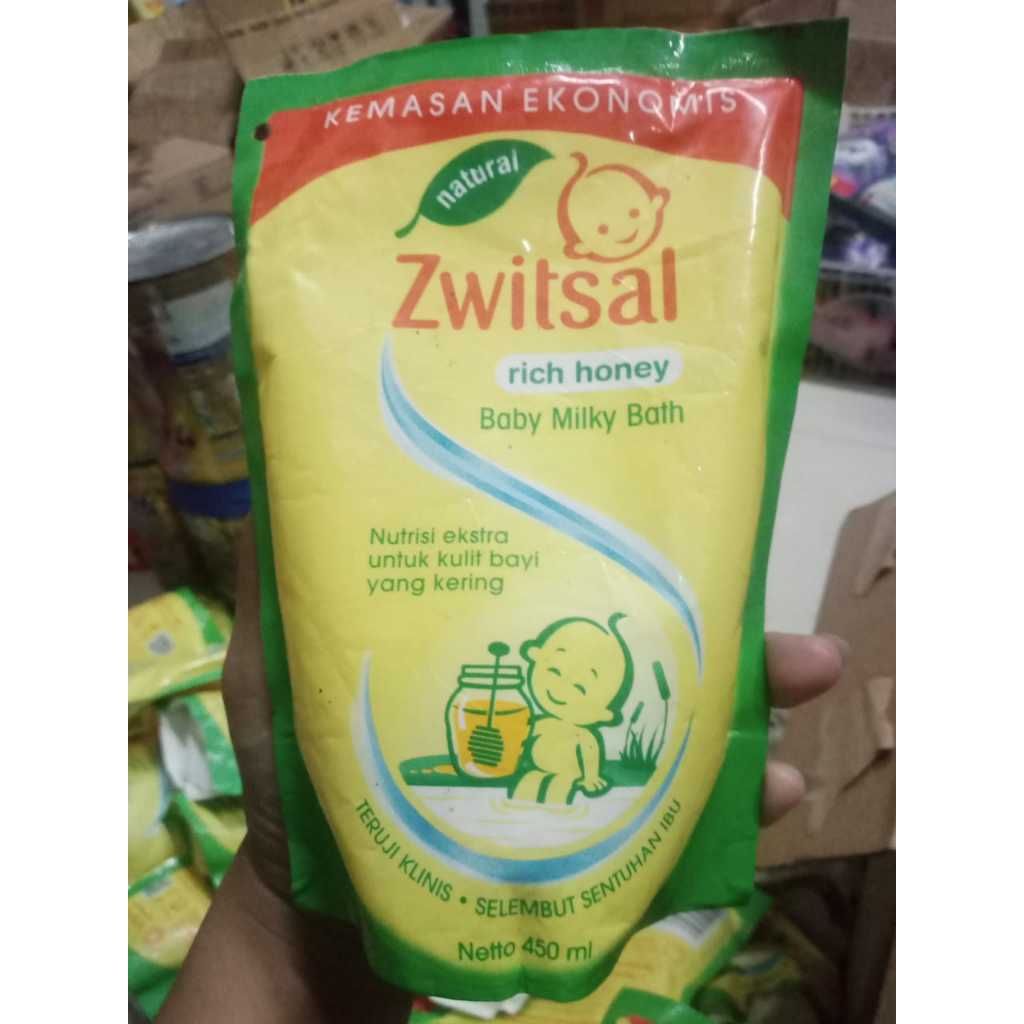 KEMASAN EKONOMIS
natural
Zwitsal
rich honey
Baby Milky Bath
Nutrisi ekstra
untuk kulit bayi
yang kering
TERUJI KLINIS • SELEMBUT SENTUHAN IBU
Netto 450 ml